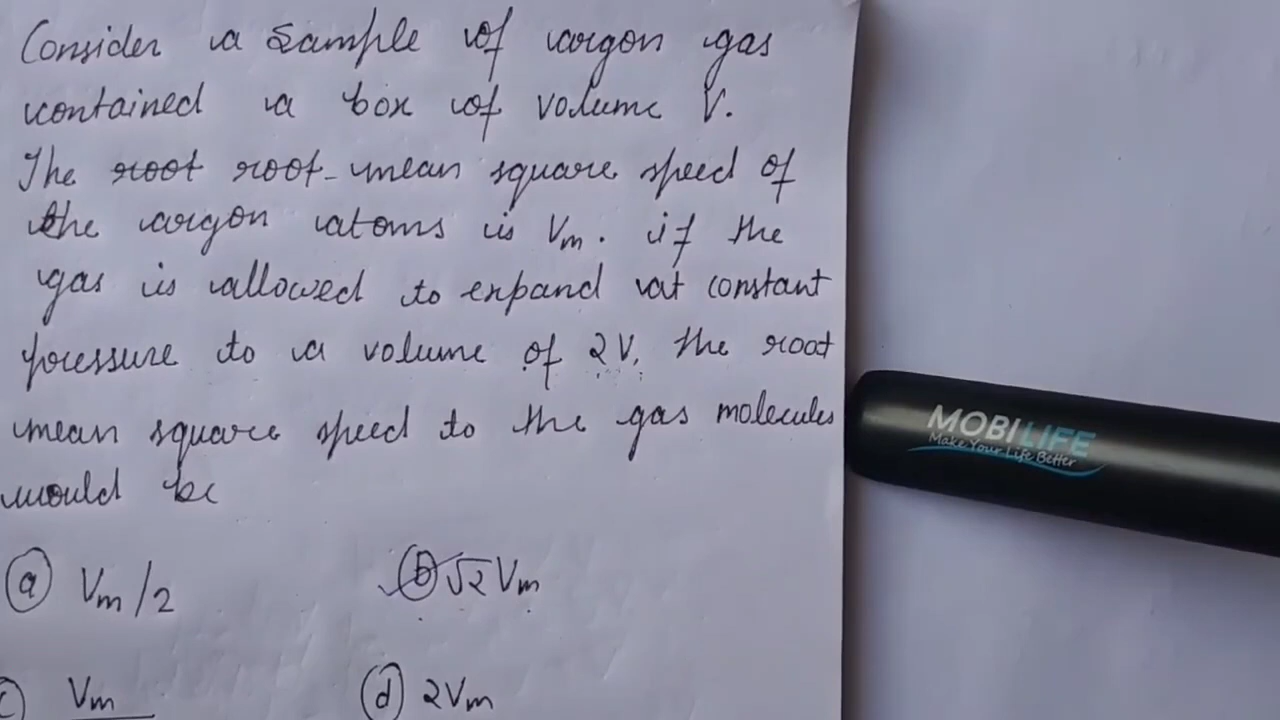 Consider a sample of argon gas
contained a box of volume V.
The root root-mean square speed of
the argon atoms is Vm. if the
gas is allowed to expand at constant
pressure to a volume of 2V. the root
mean square speed to the gas molecules
would be
(a) Vm/2 (b) √2 Vm
(c) Vm (d) 2Vm
MOBILIFE
Make Your Life Better